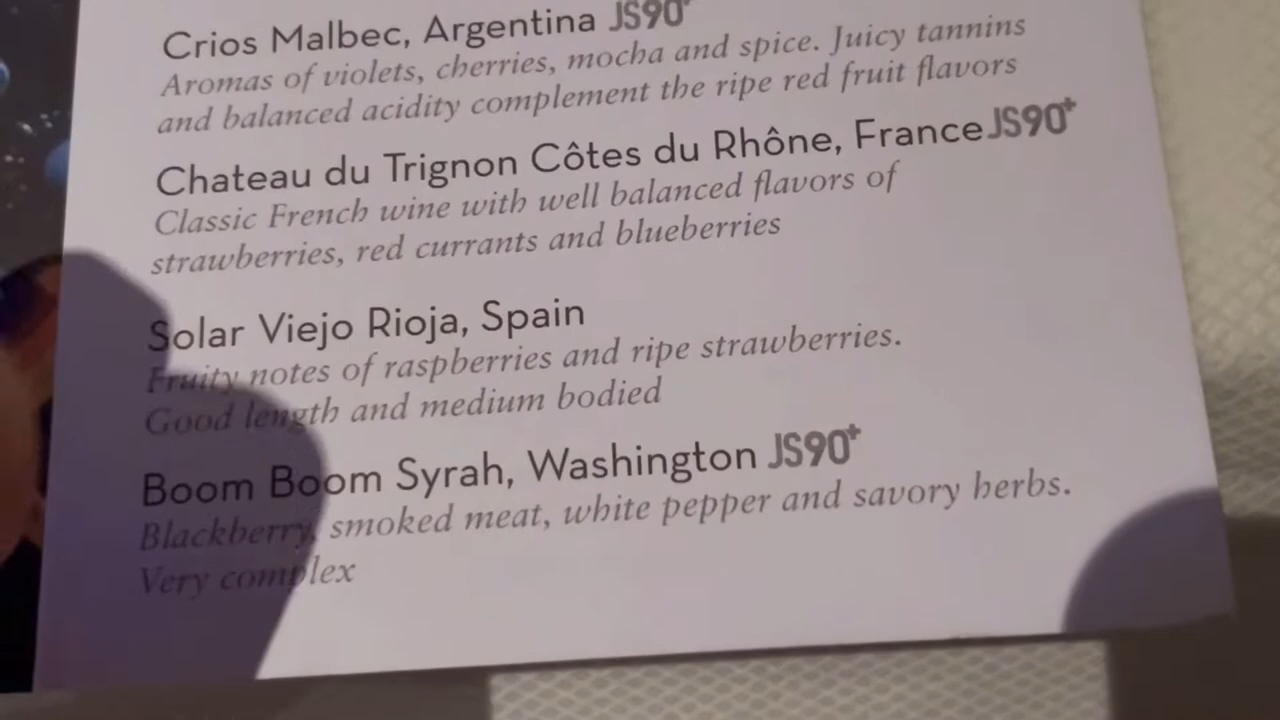 Crios Malbec, Argentina JS90+
Aromas of violets, cherries, mocha and spice. Juicy tannins
and balanced acidity complement the ripe red fruit flavors
Chateau du Trignon Côtes du Rhône, France JS90+
Classic French wine with well balanced flavors of
strawberries, red currants and blueberries
Solar Viejo Rioja, Spain
Fruity notes of raspberries and ripe strawberries.
Good length and medium bodied
Boom Boom Syrah, Washington JS90+
Blackberry, smoked meat, white pepper and savory herbs.
Very complex